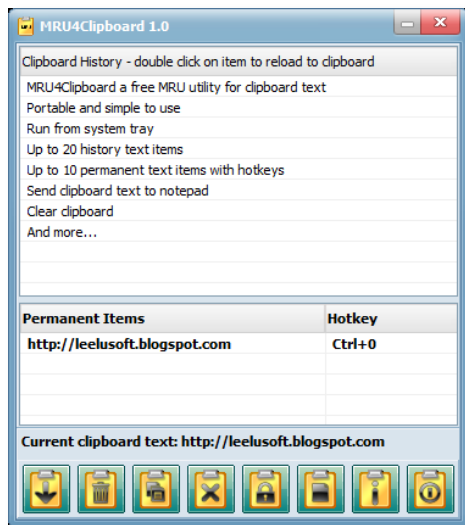 MRU4Clipboard 1.0
Clipboard History - double click on item to reload to clipboard
MRU4Clipboard a free MRU utility for clipboard text
Portable and simple to use
Run from system tray
Up to 20 history text items
Up to 10 permanent text items with hotkeys
Send clipboard text to notepad
Clear clipboard
And more...
Permanent Items Hotkey
http://leelusoft.blogspot.com Ctrl+0
Current clipboard text: http://leelusoft.blogspot.com